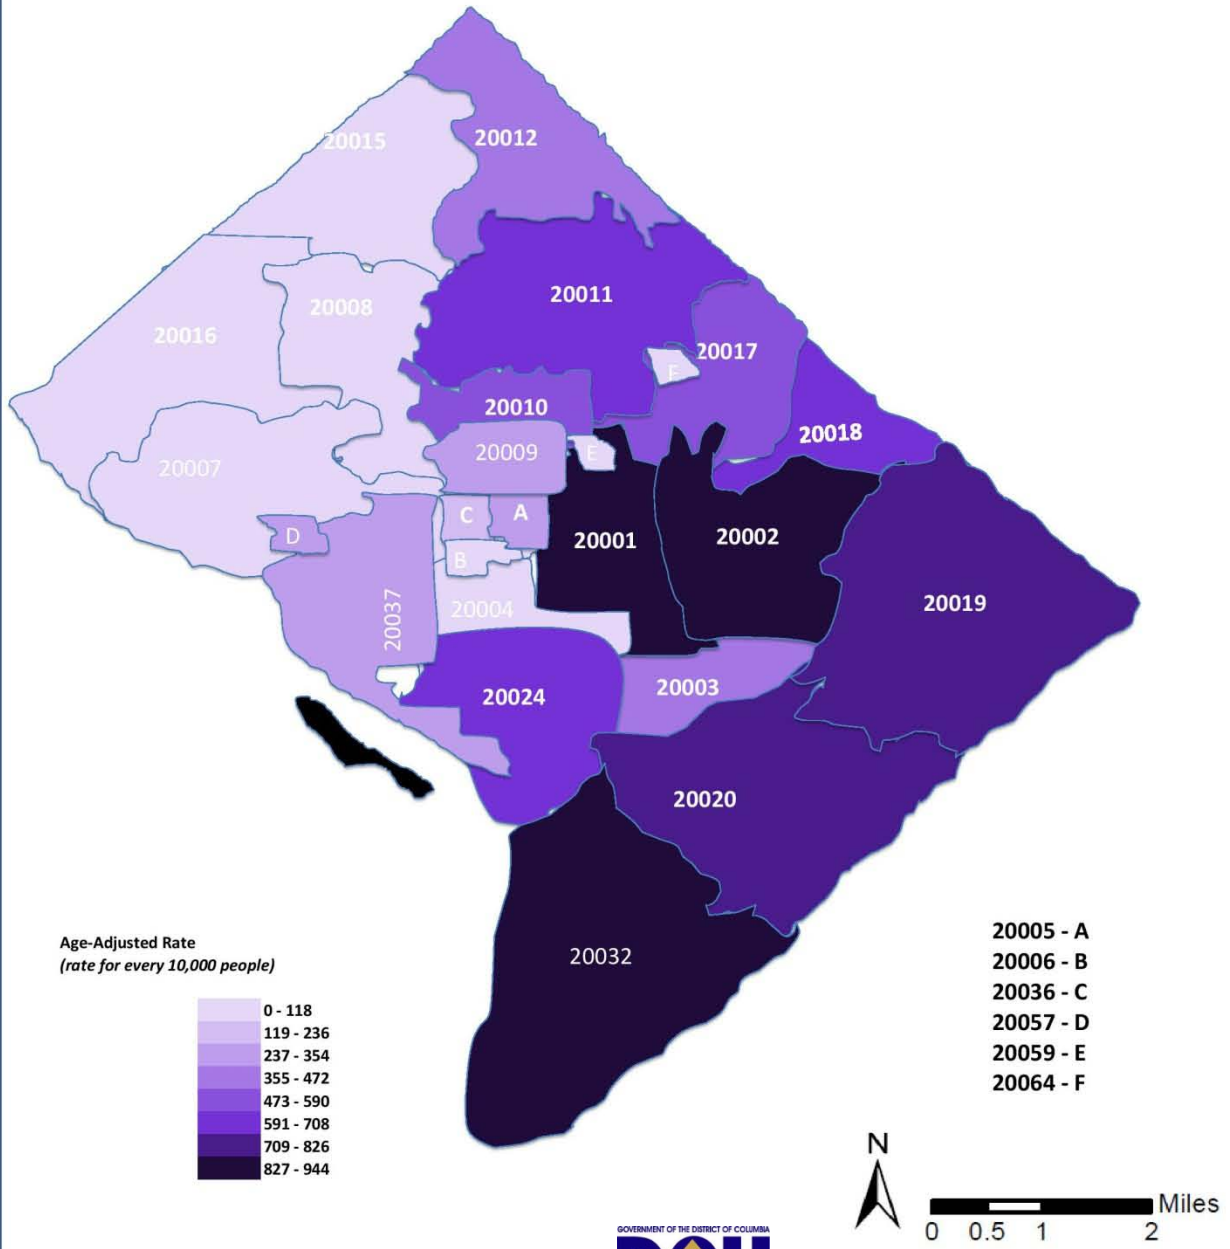 20015
20012
20011
20008
20016
20017
F
20010
20018
20009
E
20007
C
A
D
20001
20002
B
20037
20004
20019
20003
20024
20020
20032
Age-Adjusted Rate
(rate for every 10,000 people)
0 - 118
119 - 236
237 - 354
355 - 472
473 - 590
591 - 708
709 - 826
827 - 944
20005 - A
20006 - B
20036 - C
20057 - D
20059 - E
20064 - F
N
Miles
0 0.5 1 2
GOVERNMENT OF THE DISTRICT OF COLUMBIA